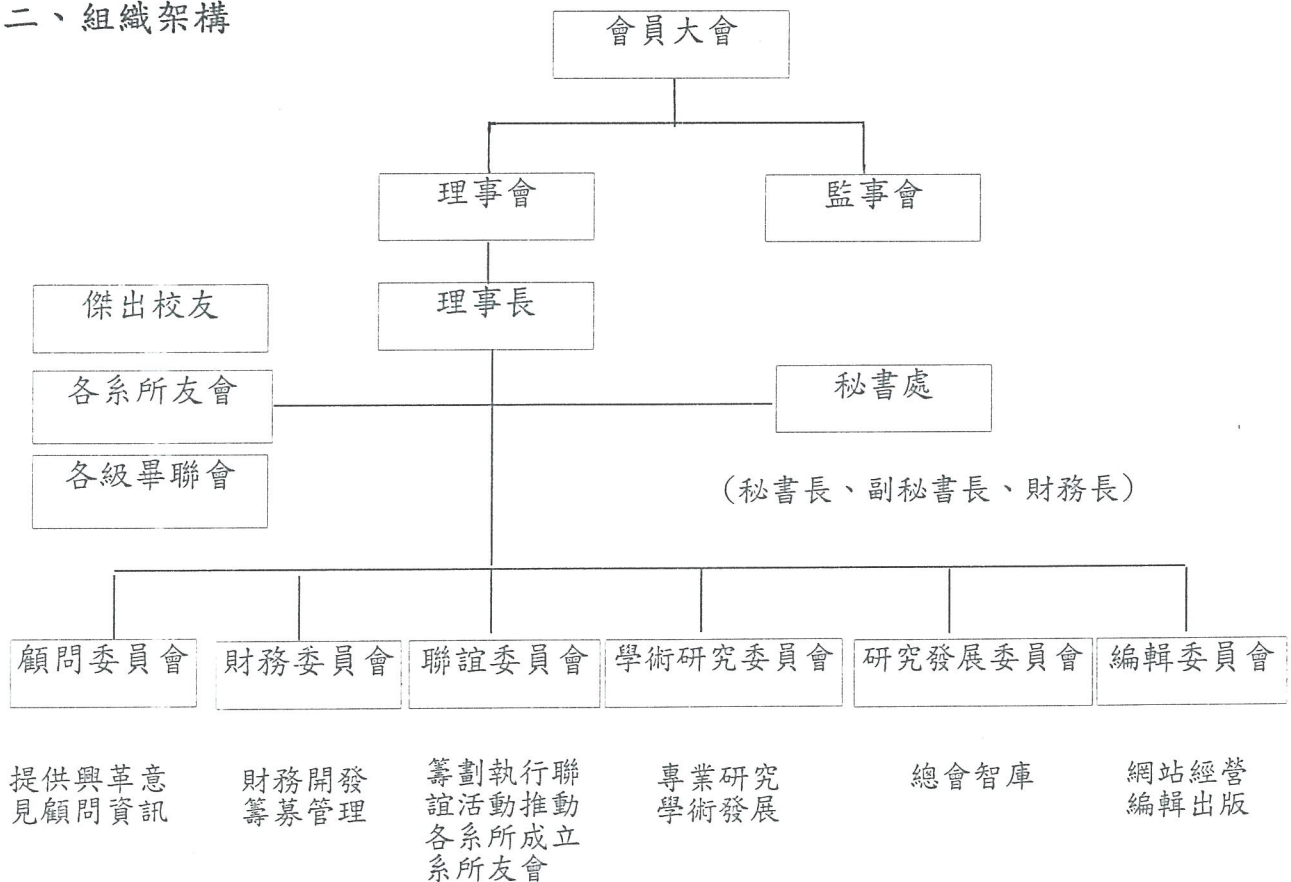 二、組織架構
會員大會
理事會
監事會
傑出校友
理事長
各系所友會
秘書處
各級畢聯會
(秘書長、副秘書長、財務長)
顧問委員會
財務委員會
聯誼委員會
學術研究委員會
研究發展委員會
編輯委員會
提供興革意
見顧問資訊
財務開發
籌募管理
籌劃執行聯
誼活動推動
各系所成立
系所友會
專業研究
學術發展
總會智庫
網站經營
編輯出版